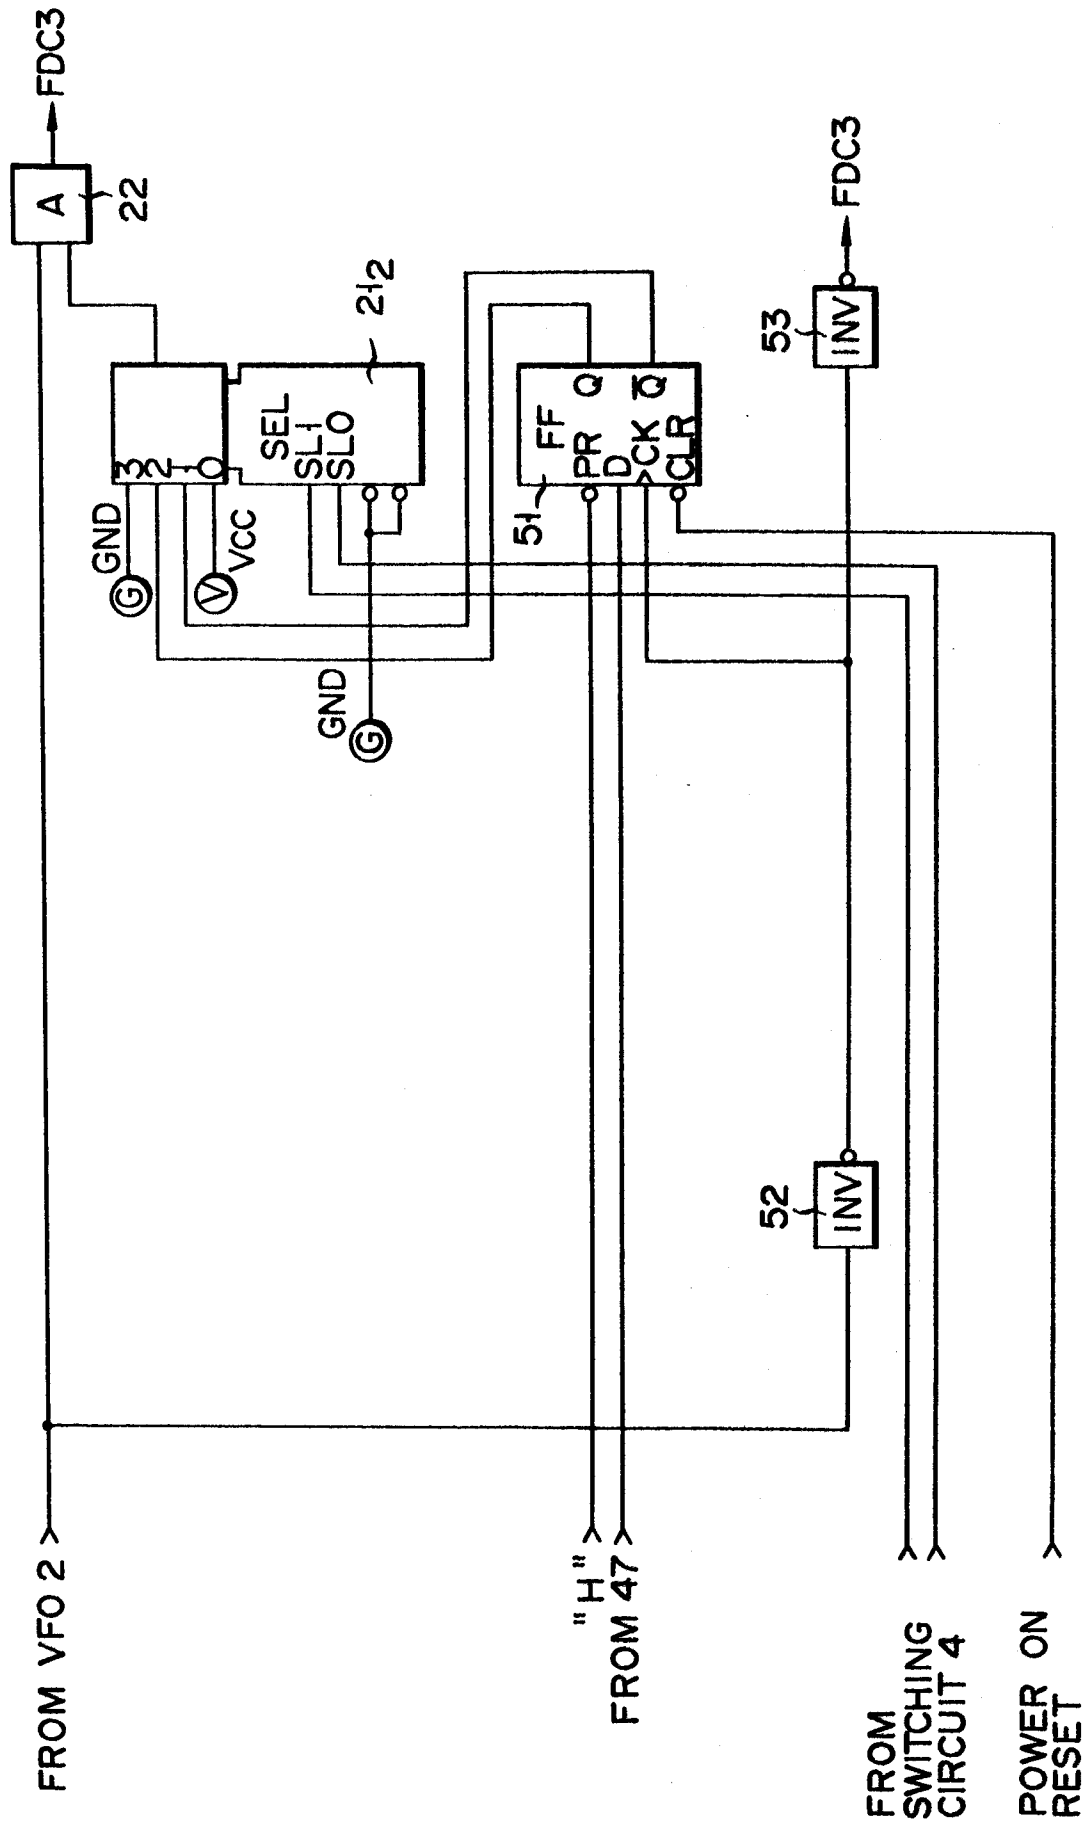 FROM VFO 2
A
22
FDC3
GND
G
3
2
1
0
V
VCC
SEL
SL1
SL0
21₂
GND
G
"H"
FROM 47
51
FF
PR
D
CK
CLR
Q
Q̅
52
INV
53
INV
FDC3
FROM
SWITCHING
CIRCUIT 4
POWER ON
RESET